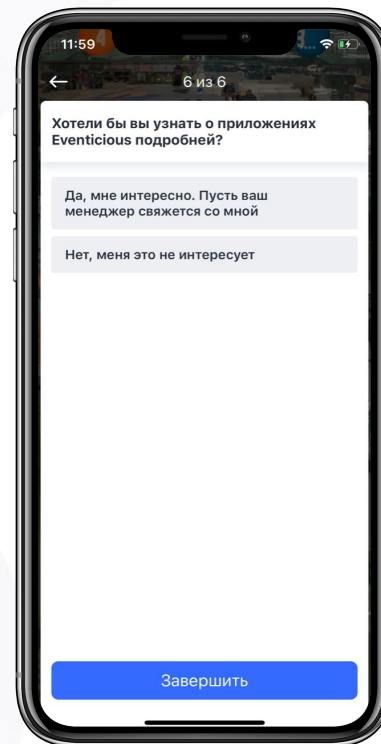 11:59
6 из 6
Хотели бы вы узнать о приложениях
Eventicious подробней?
Да, мне интересно. Пусть ваш
менеджер свяжется со мной
Нет, меня это не интересует
Завершить